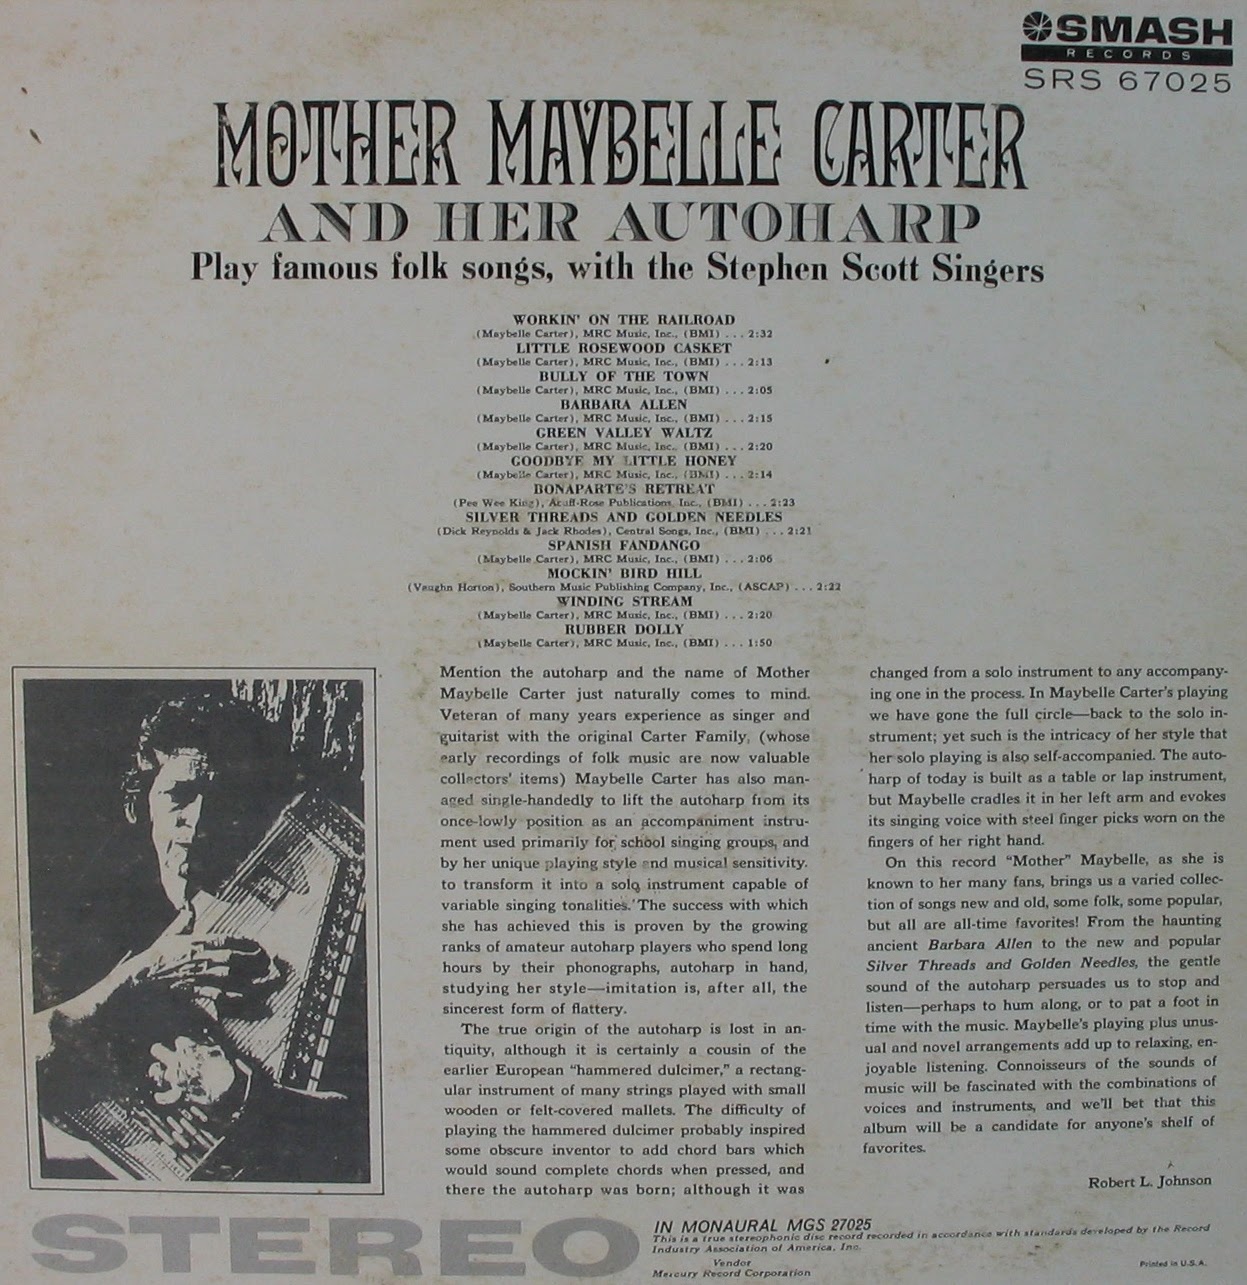 SMASH
RECORDS
SRS 67025
MOTHER MAYBELLE CARTER
AND HER AUTOHARP
Play famous folk songs, with the Stephen Scott Singers
WORKIN' ON THE RAILROAD
(Maybelle Carter), MRC Music, Inc., (BMI) . . . 2:32
LITTLE ROSEWOOD CASKET
(Maybelle Carter), MRC Music, Inc., (BMI) . . . 2:13
BULLY OF THE TOWN
(Maybelle Carter), MRC Music, Inc., (BMI) . . . 2:05
BARBARA ALLEN
(Maybelle Carter), MRC Music, Inc., (BMI) . . . 2:15
GREEN VALLEY WALTZ
(Maybelle Carter), MRC Music, Inc., (BMI) . . . 2:20
GOODBYE MY LITTLE HONEY
(Maybelle Carter), MRC Music, Inc., (BMI) . . . 2:14
BONAPARTE'S RETREAT
(Pee Wee King), Acuff-Rose Publications, Inc., (BMI) . . . 2:23
SILVER THREADS AND GOLDEN NEEDLES
(Dick Reynolds & Jack Rhodes), Central Songs, Inc., (BMI) . . . 2:21
SPANISH FANDANGO
(Maybelle Carter), MRC Music, Inc., (BMI) . . . 2:06
MOCKIN' BIRD HILL
(Vaughn Horton), Southern Music Publishing Company, Inc., (ASCAP) . . . 2:22
WINDING STREAM
(Maybelle Carter), MRC Music, Inc., (BMI) . . . 2:20
RUBBER DOLLY
(Maybelle Carter), MRC Music, Inc., (BMI) . . . 1:50
Mention the autoharp and the name of Mother
Maybelle Carter just naturally comes to mind.
Veteran of many years experience as singer and
guitarist with the original Carter Family, (whose
early recordings of folk music are now valuable
collectors' items) Maybelle Carter has also man-
aged single-handedly to lift the autoharp from its
once-lowly position as an accompaniment instru-
ment used primarily for school singing groups, and
by her unique playing style and musical sensitivity.
to transform it into a solo instrument capable of
variable singing tonalities. The success with which
she has achieved this is proven by the growing
ranks of amateur autoharp players who spend long
hours by their phonographs, autoharp in hand,
studying her style—imitation is, after all, the
sincerest form of flattery.
The true origin of the autoharp is lost in an-
tiquity, although it is certainly a cousin of the
earlier European "hammered dulcimer," a rectang-
ular instrument of many strings played with small
wooden or felt-covered mallets. The difficulty of
playing the hammered dulcimer probably inspired
some obscure inventor to add chord bars which
would sound complete chords when pressed, and
there the autoharp was born; although it was
changed from a solo instrument to any accompany-
ing one in the process. In Maybelle Carter's playing
we have gone the full circle—back to the solo in-
strument; yet such is the intricacy of her style that
her solo playing is also self-accompanied. The auto-
harp of today is built as a table or lap instrument,
but Maybelle cradles it in her left arm and evokes
its singing voice with steel finger picks worn on the
fingers of her right hand.
On this record "Mother" Maybelle, as she is
known to her many fans, brings us a varied collec-
tion of songs new and old, some folk, some popular,
but all are all-time favorites! From the haunting
ancient Barbara Allen to the new and popular
Silver Threads and Golden Needles, the gentle
sound of the autoharp persuades us to stop and
listen—perhaps to hum along, or to pat a foot in
time with the music. Maybelle's playing plus unus-
ual and novel arrangements add up to relaxing, en-
joyable listening. Connoisseurs of the sounds of
music will be fascinated with the combinations of
voices and instruments, and we'll bet that this
album will be a candidate for anyone's shelf of
favorites.
Robert L. Johnson
STEREO
IN MONAURAL MGS 27025
This is a true stereophonic disc record recorded in accordance with standards developed by the Record
Industry Association of America, Inc.
Vendor
Mercury Record Corporation
Printed in U.S.A.